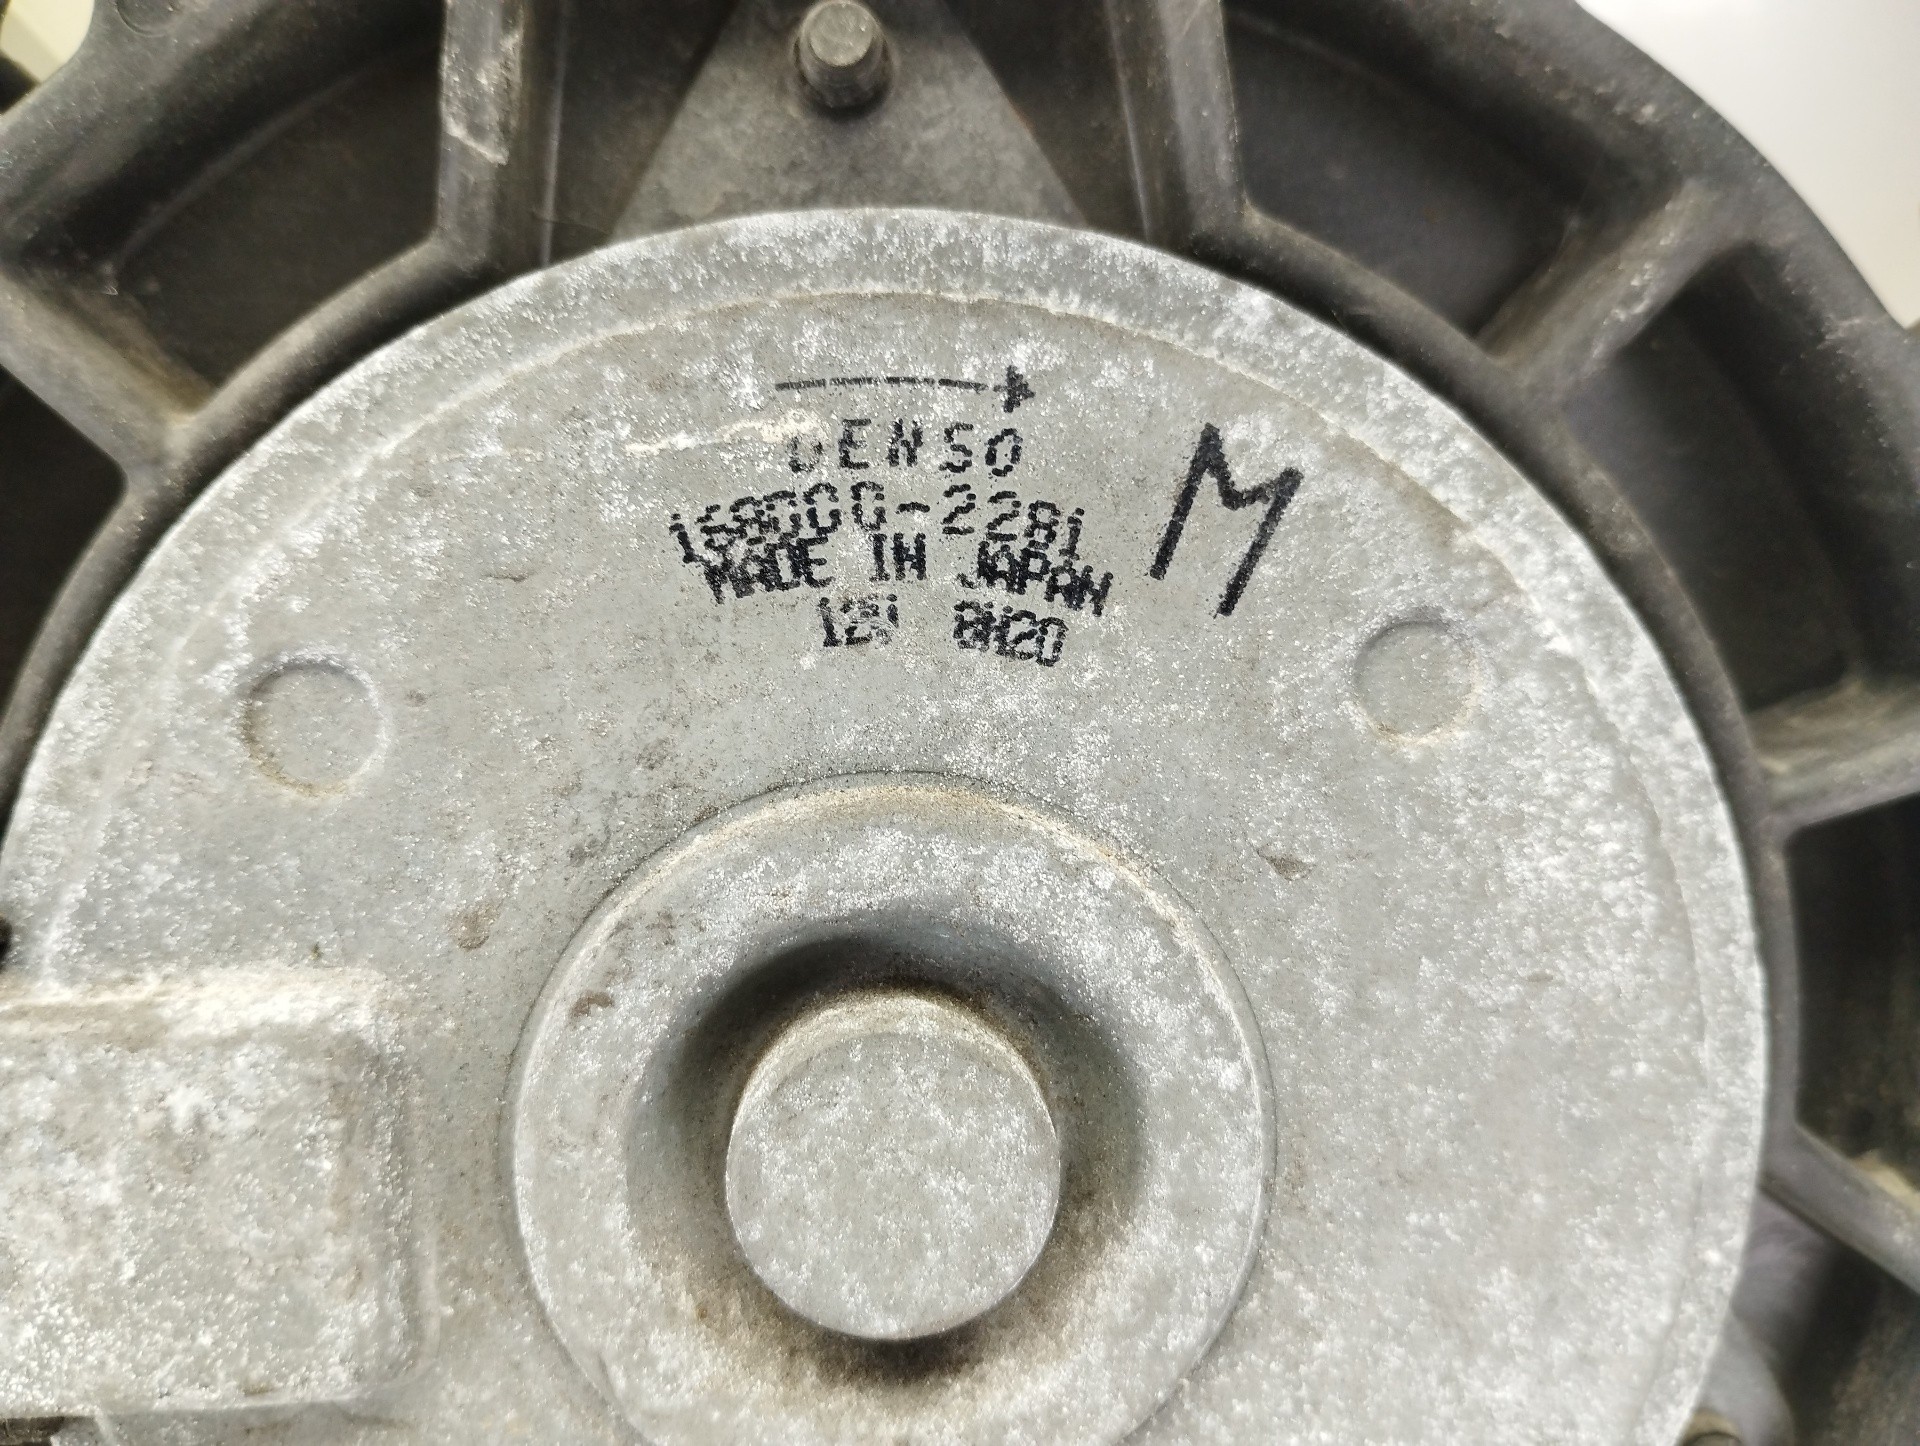 DENSO
M
168000-2281
MADE IN JAPAN
12V 8H20